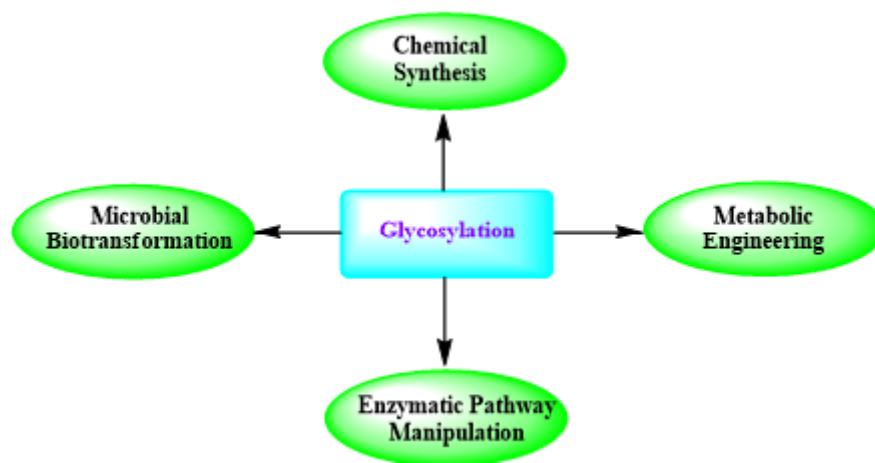 Chemical
Synthesis
Microbial
Biotransformation
Glycosylation
Metabolic
Engineering
Enzymatic Pathway
Manipulation